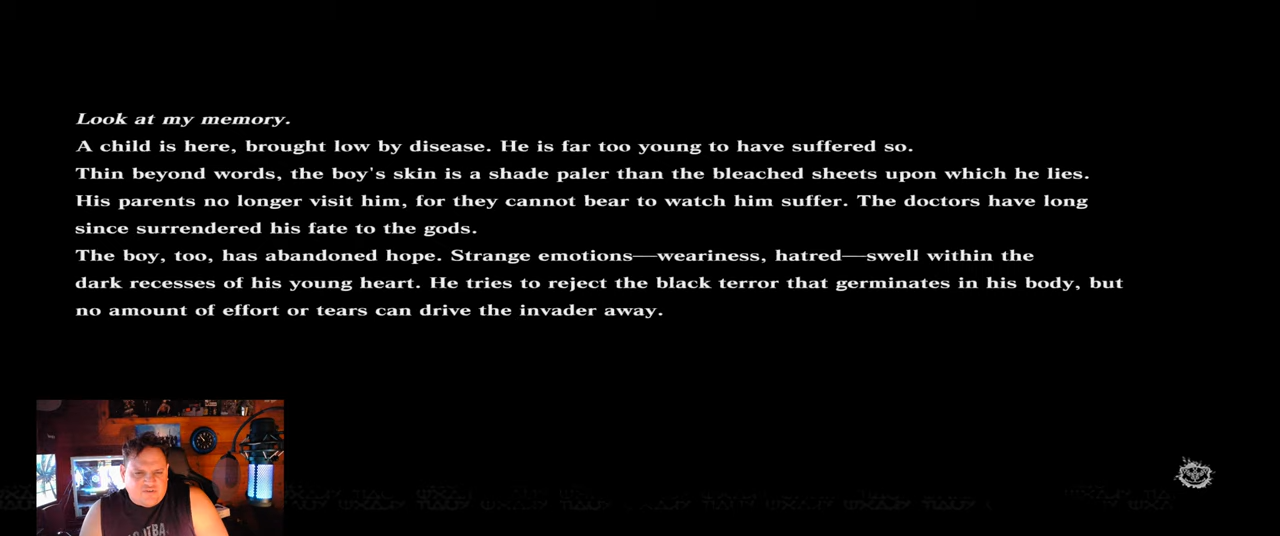 Look at my memory.
A child is here, brought low by disease. He is far too young to have suffered so.
Thin beyond words, the boy's skin is a shade paler than the bleached sheets upon which he lies.
His parents no longer visit him, for they cannot bear to watch him suffer. The doctors have long
since surrendered his fate to the gods.
The boy, too, has abandoned hope. Strange emotions—weariness, hatred—swell within the
dark recesses of his young heart. He tries to reject the black terror that germinates in his body, but
no amount of effort or tears can drive the invader away.